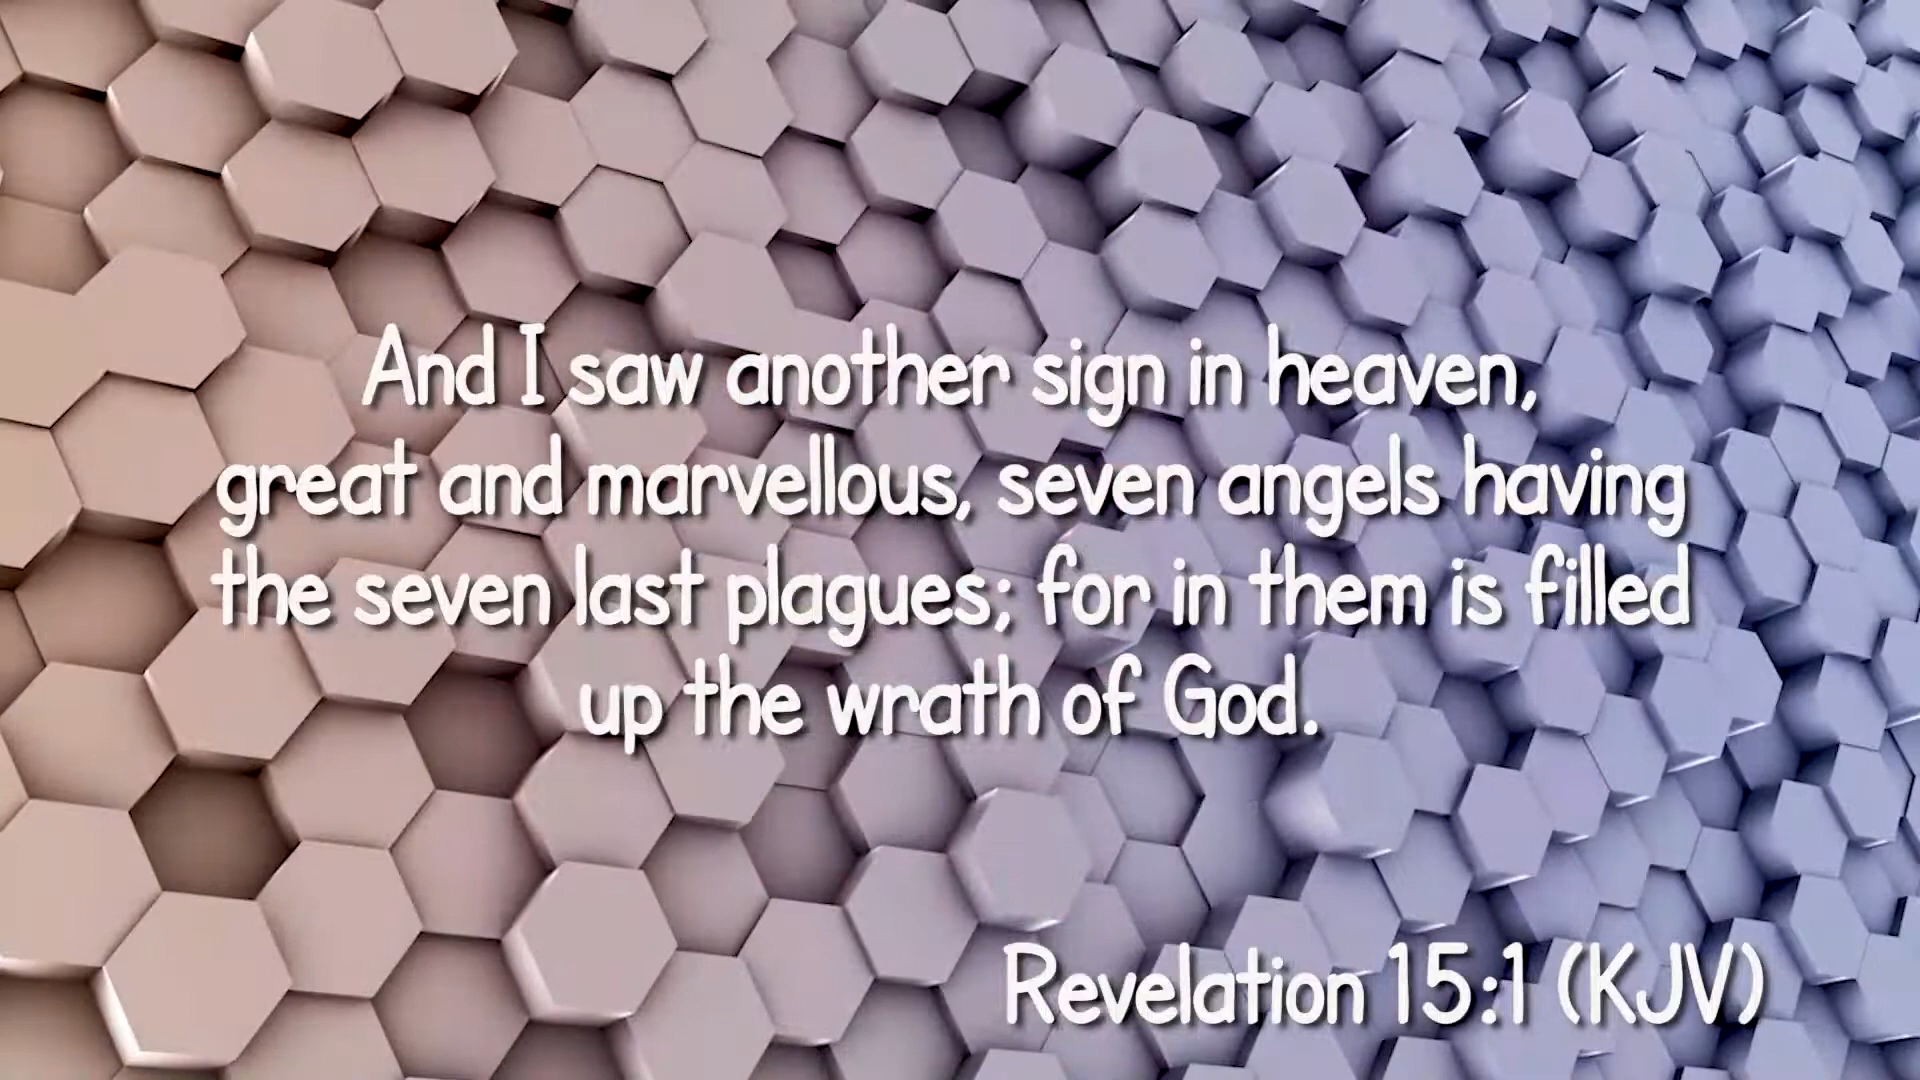 And I saw another sign in heaven,
great and marvellous, seven angels having
the seven last plagues; for in them is filled
up the wrath of God.
Revelation 15:1 (KJV)